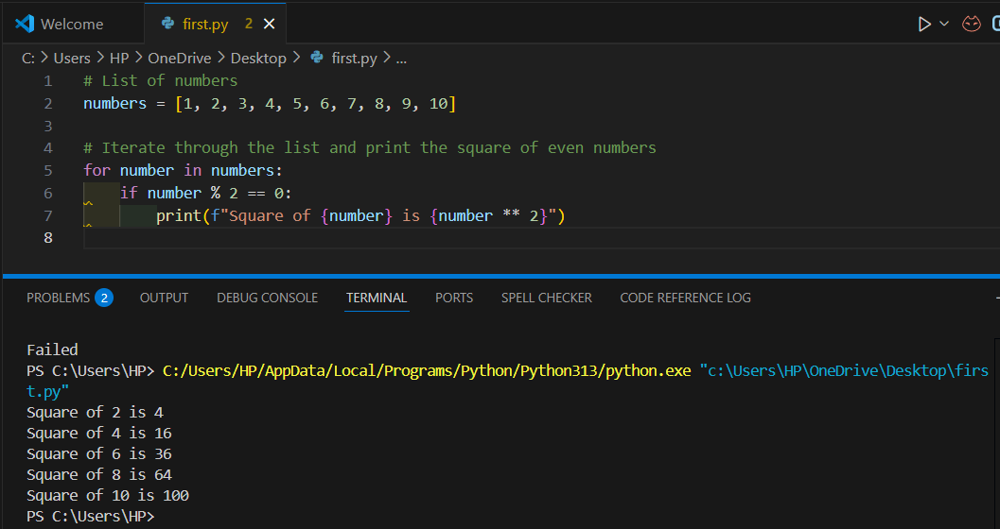 Welcome
first.py 2
C: > Users > HP > OneDrive > Desktop > first.py > ...
1 # List of numbers
2 numbers = [1, 2, 3, 4, 5, 6, 7, 8, 9, 10]
3
4 # Iterate through the list and print the square of even numbers
5 for number in numbers:
6     if number % 2 == 0:
7         print(f"Square of {number} is {number ** 2}")
8
PROBLEMS 2 OUTPUT DEBUG CONSOLE TERMINAL PORTS SPELL CHECKER CODE REFERENCE LOG
Failed
PS C:\Users\HP> C:/Users/HP/AppData/Local/Programs/Python/Python313/python.exe "c:\Users\HP\OneDrive\Desktop\firs
t.py"
Square of 2 is 4
Square of 4 is 16
Square of 6 is 36
Square of 8 is 64
Square of 10 is 100
PS C:\Users\HP>